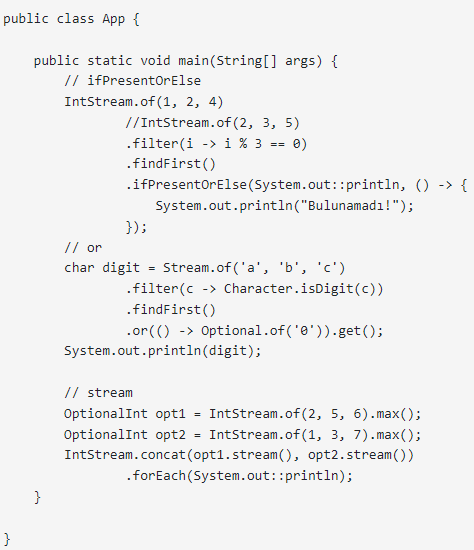 public class App {
    public static void main(String[] args) {
        // ifPresentOrElse
        IntStream.of(1, 2, 4)
                //IntStream.of(2, 3, 5)
                .filter(i -> i % 3 == 0)
                .findFirst()
                .ifPresentOrElse(System.out::println, () -> {
                    System.out.println("Bulunamadı!");
                });
        // or
        char digit = Stream.of('a', 'b', 'c')
                .filter(c -> Character.isDigit(c))
                .findFirst()
                .or(() -> Optional.of('0')).get();
        System.out.println(digit);
        // stream
        OptionalInt opt1 = IntStream.of(2, 5, 6).max();
        OptionalInt opt2 = IntStream.of(1, 3, 7).max();
        IntStream.concat(opt1.stream(), opt2.stream())
                .forEach(System.out::println);
    }
}